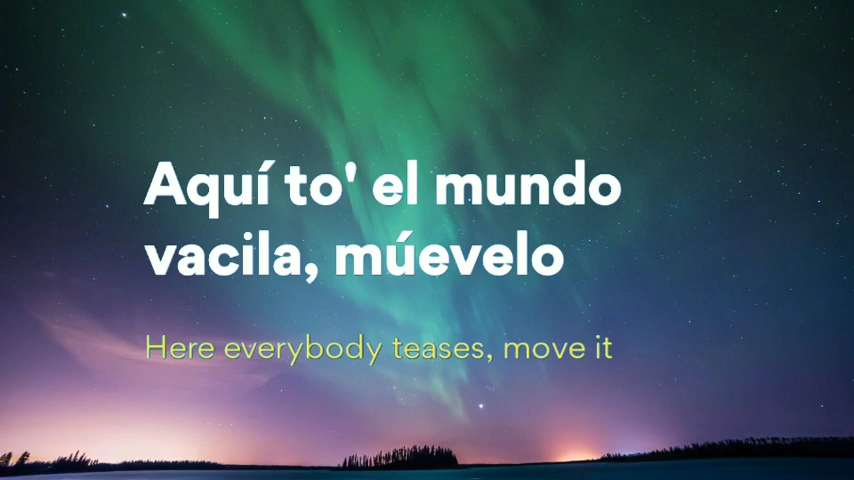 Aquí to' el mundo
vacila, múevelo
Here everybody teases, move it